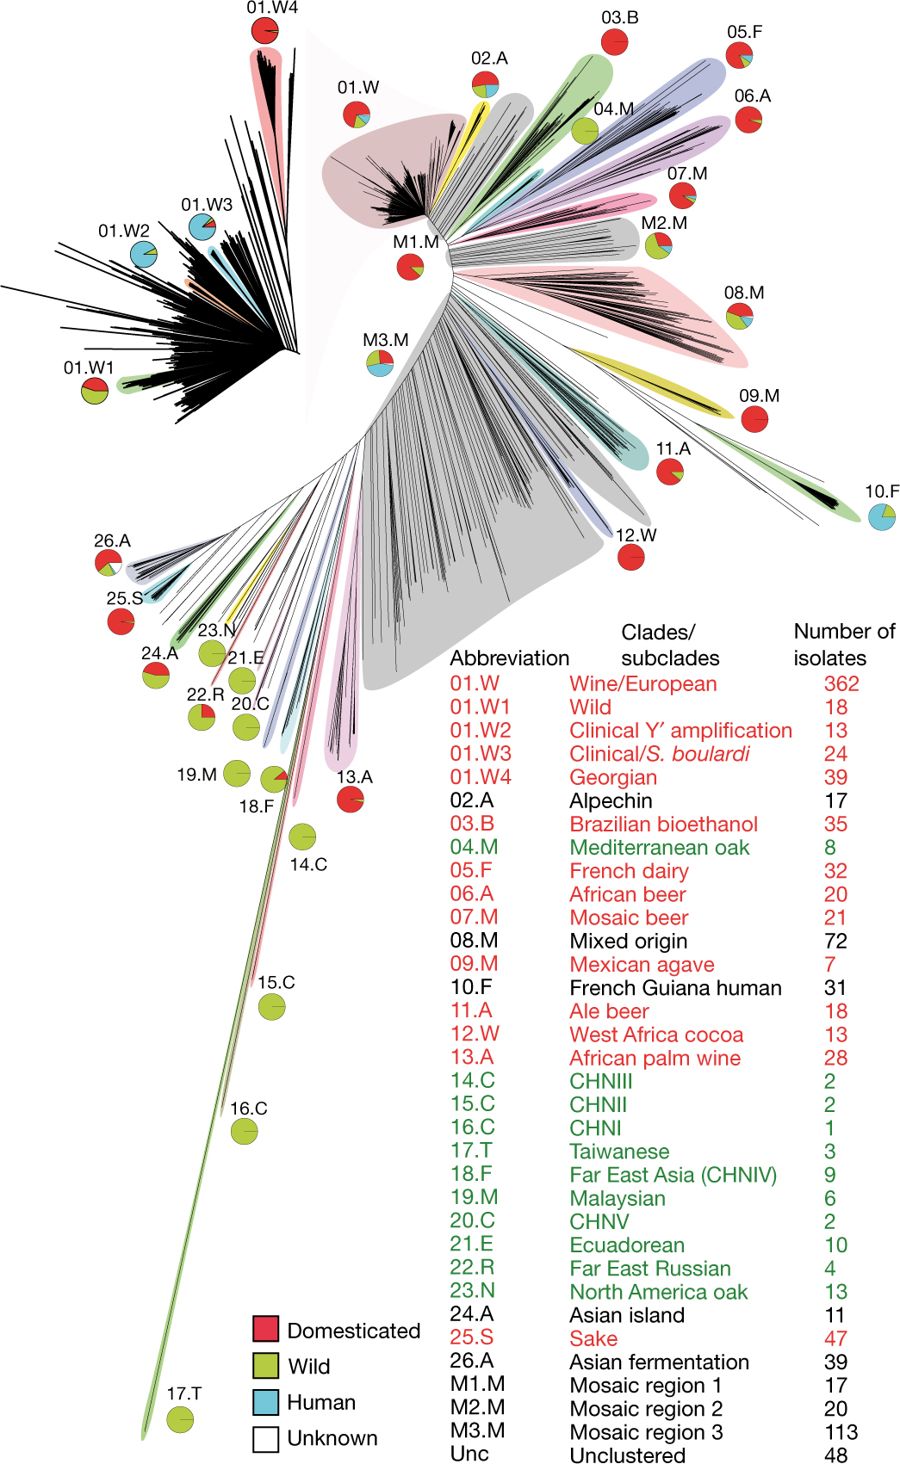 01.W4
03.B
05.F
02.A
01.W
06.A
04.M
07.M
01.W3
M2.M
01.W2
M1.M
08.M
M3.M
01.W1
09.M
11.A
10.F
12.W
26.A
25.S
23.N
24.A
21.E
22.R
20.C
19.M
13.A
18.F
14.C
15.C
16.C
17.T
Domesticated
Wild
Human
Unknown
Abbreviation Clades/ subclades Number of isolates
01.W Wine/European 362
01.W1 Wild 18
01.W2 Clinical Y′ amplification 13
01.W3 Clinical/S. boulardi 24
01.W4 Georgian 39
02.A Alpechin 17
03.B Brazilian bioethanol 35
04.M Mediterranean oak 8
05.F French dairy 32
06.A African beer 20
07.M Mosaic beer 21
08.M Mixed origin 72
09.M Mexican agave 7
10.F French Guiana human 31
11.A Ale beer 18
12.W West Africa cocoa 13
13.A African palm wine 28
14.C CHNIII 2
15.C CHNII 2
16.C CHNI 1
17.T Taiwanese 3
18.F Far East Asia (CHNIV) 9
19.M Malaysian 6
20.C CHNV 2
21.E Ecuadorean 10
22.R Far East Russian 4
23.N North America oak 13
24.A Asian island 11
25.S Sake 47
26.A Asian fermentation 39
M1.M Mosaic region 1 17
M2.M Mosaic region 2 20
M3.M Mosaic region 3 113
Unc Unclustered 48